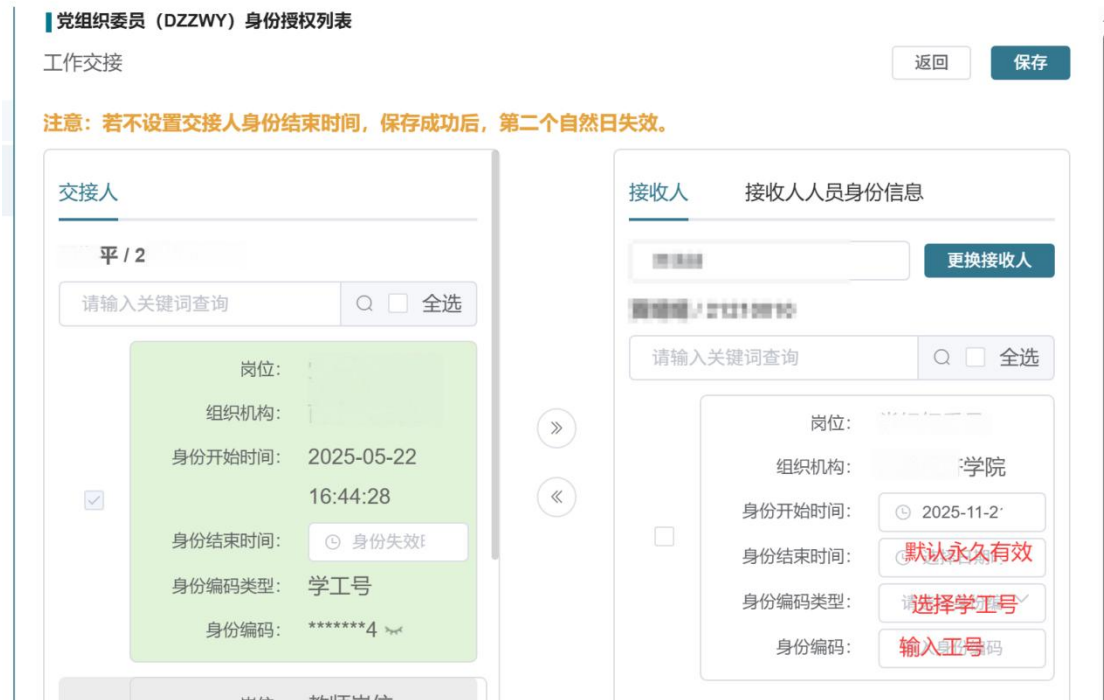 党组织委员（DZZWY）身份授权列表
工作交接
返回
保存
注意：若不设置交接人身份结束时间，保存成功后，第二个自然日失效。
交接人
平 / 2
请输入关键词查询
全选
岗位：
组织机构：
身份开始时间： 2025-05-22
16:44:28
身份结束时间： 身份失效
身份编码类型： 学工号
身份编码： *******4
接收人
接收人人员身份信息
更换接收人
请输入关键词查询
全选
岗位：
组织机构： 学院
身份开始时间： 2025-11-2
身份结束时间： 默认永久有效
身份编码类型： 选择学工号
身份编码： 输入工号